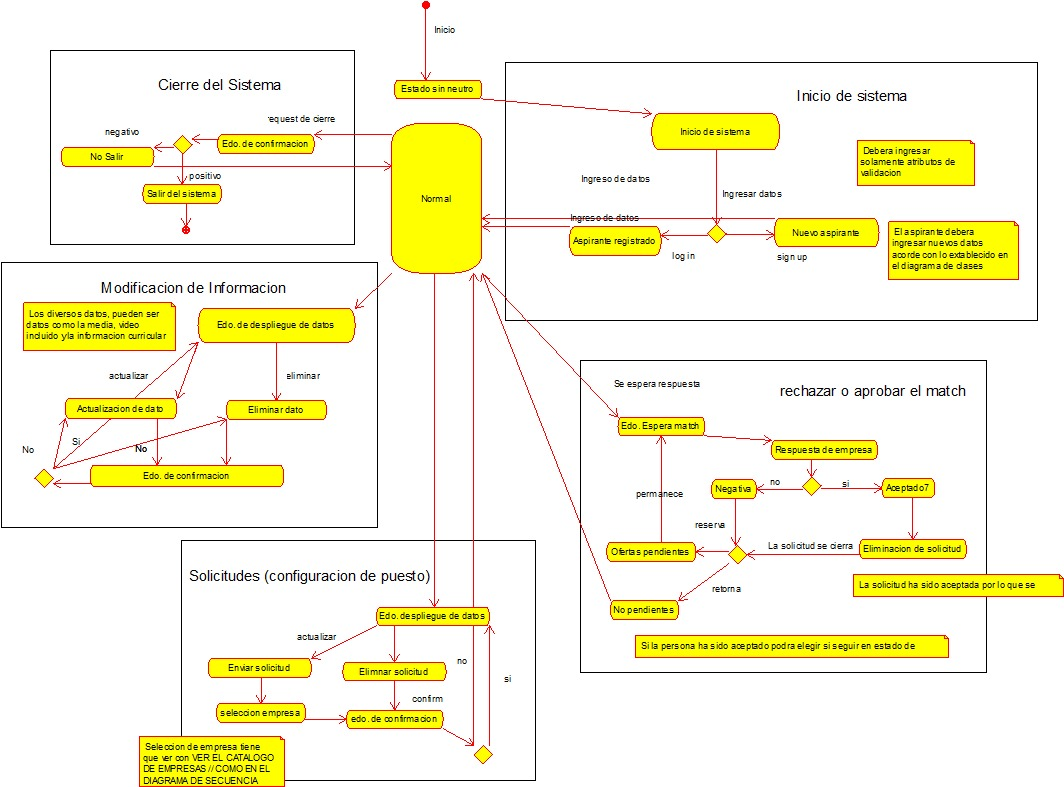 Inicio
Estado sin neutro
Cierre del Sistema
request de cierre
negativo
Edo. de confirmacion
No Salir
positivo
Salir del sistema
Normal
Inicio de sistema
Inicio de sistema
Debera ingresar
solamente atributos de
validacion
Ingreso de datos
Ingresar datos
Ingreso de datos
Aspirante registrado
Nuevo aspirante
log in
sign up
El aspirante debera
ingresar nuevos datos
acorde con lo extablecido en
el diagrama de clases
Modificacion de Informacion
Los diversos datos, pueden ser
datos como la media, video
incluido y la informacion curricular
Edo. de despliegue de datos
actualizar
eliminar
Actualizacion de dato
Eliminar dato
No
Si
No
Edo. de confirmacion
rechazar o aprobar el match
Se espera respuesta
Edo. Espera match
Respuesta de empresa
no
si
Negativa
Aceptado7
permanece
reserva
La solicitud se cierra
Ofertas pendientes
Eliminacion de solicitud
retorna
La solicitud ha sido aceptada por lo que se
No pendientes
Si la persona ha sido aceptado podra elegir si seguir en estado de
Solicitudes (configuracion de puesto)
Edo. despliegue de datos
actualizar
Enviar solicitud
Elimnar solicitud
no
si
confirm
seleccion empresa
edo. de confirmacion
Seleccion de empresa tiene
que ver con VER EL CATALOGO
DE EMPRESAS // COMO EN EL
DIAGRAMA DE SECUENCIA